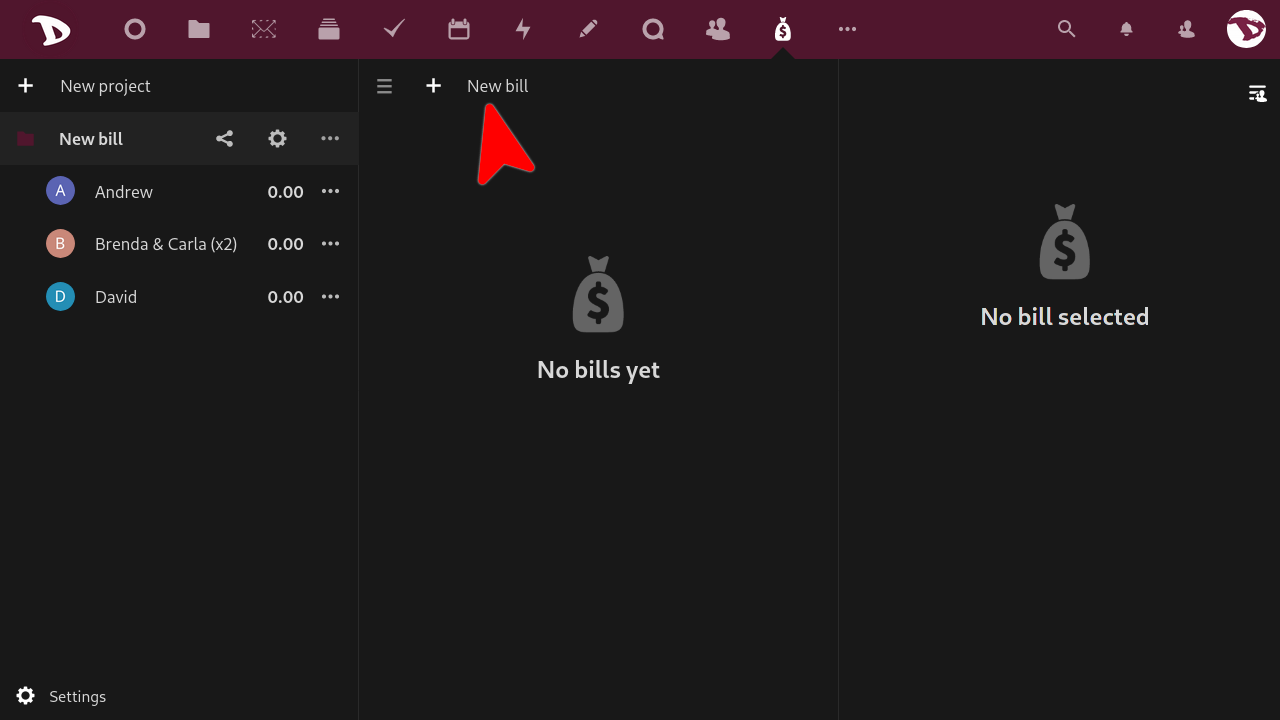 New project
New bill
A Andrew 0.00
B Brenda & Carla (x2) 0.00
D David 0.00
Settings
New bill
$
No bills yet
$
No bill selected